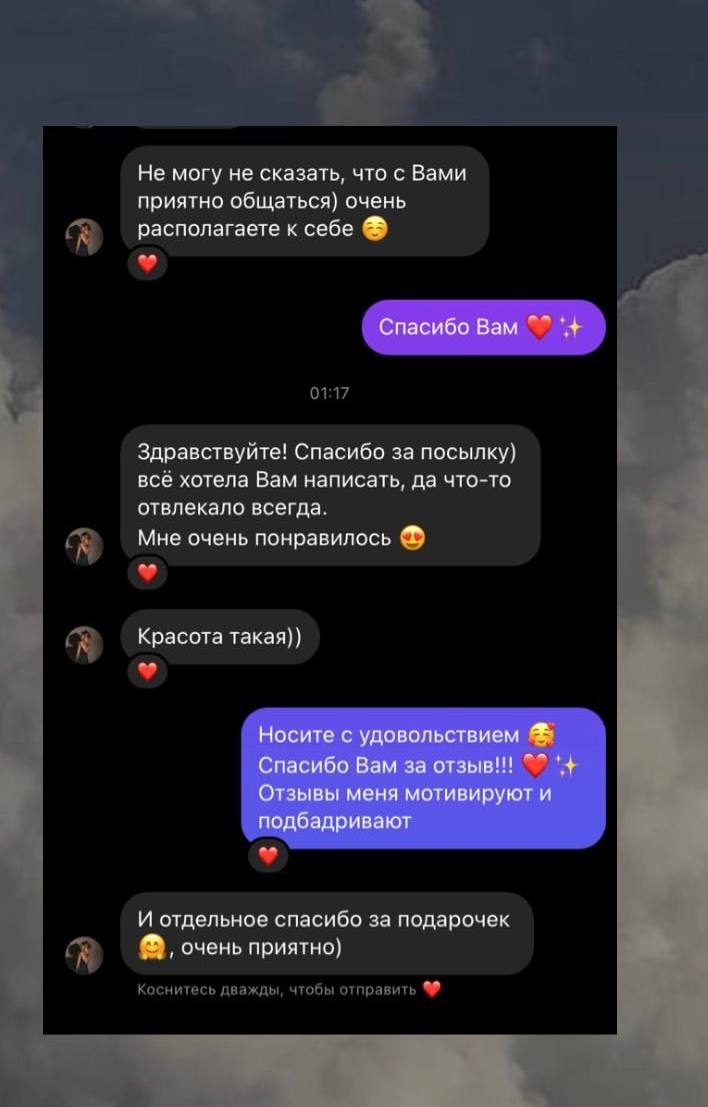 Не могу не сказать, что с Вами
приятно общаться) очень
располагаете к себе ☺️
❤️
Спасибо Вам ❤️✨
01:17
Здравствуйте! Спасибо за посылку)
всё хотела Вам написать, да что-то
отвлекало всегда.
Мне очень понравилось 😍
❤️
Красота такая))
❤️
Носите с удовольствием 🥰
Спасибо Вам за отзыв!!! ❤️✨
Отзывы меня мотивируют и
подбадривают
❤️
И отдельное спасибо за подарочек
🤗, очень приятно)
Коснитесь дважды, чтобы отправить ❤️